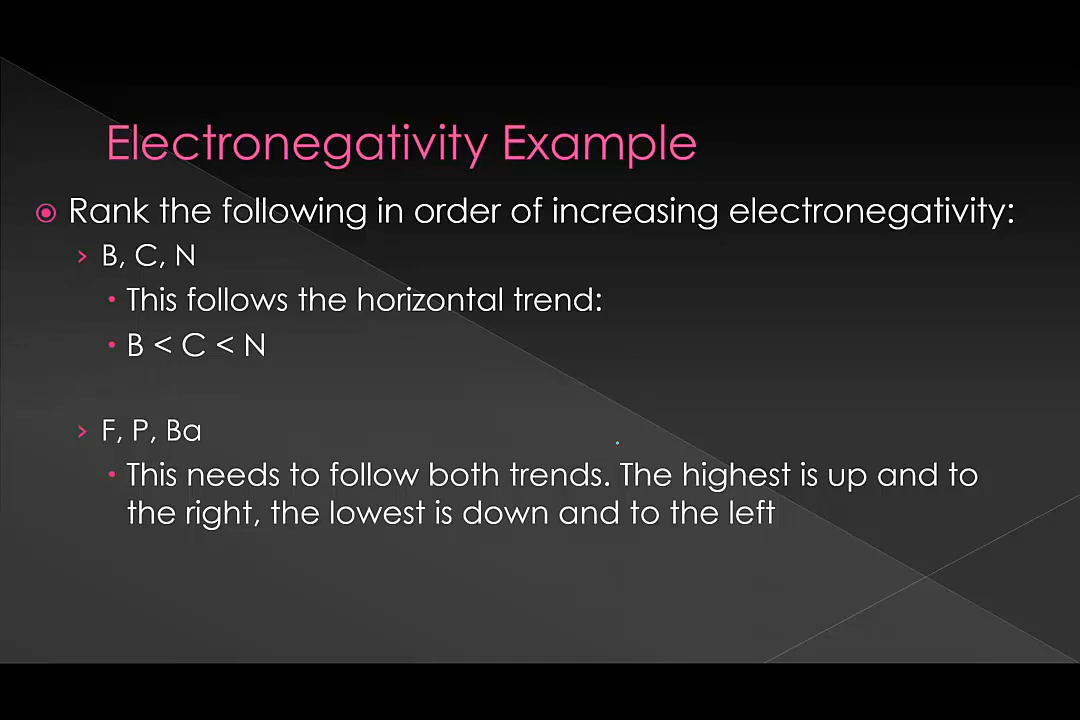 Electronegativity Example
Rank the following in order of increasing electronegativity:
B, C, N
This follows the horizontal trend:
B < C < N
F, P, Ba
This needs to follow both trends. The highest is up and to
the right, the lowest is down and to the left